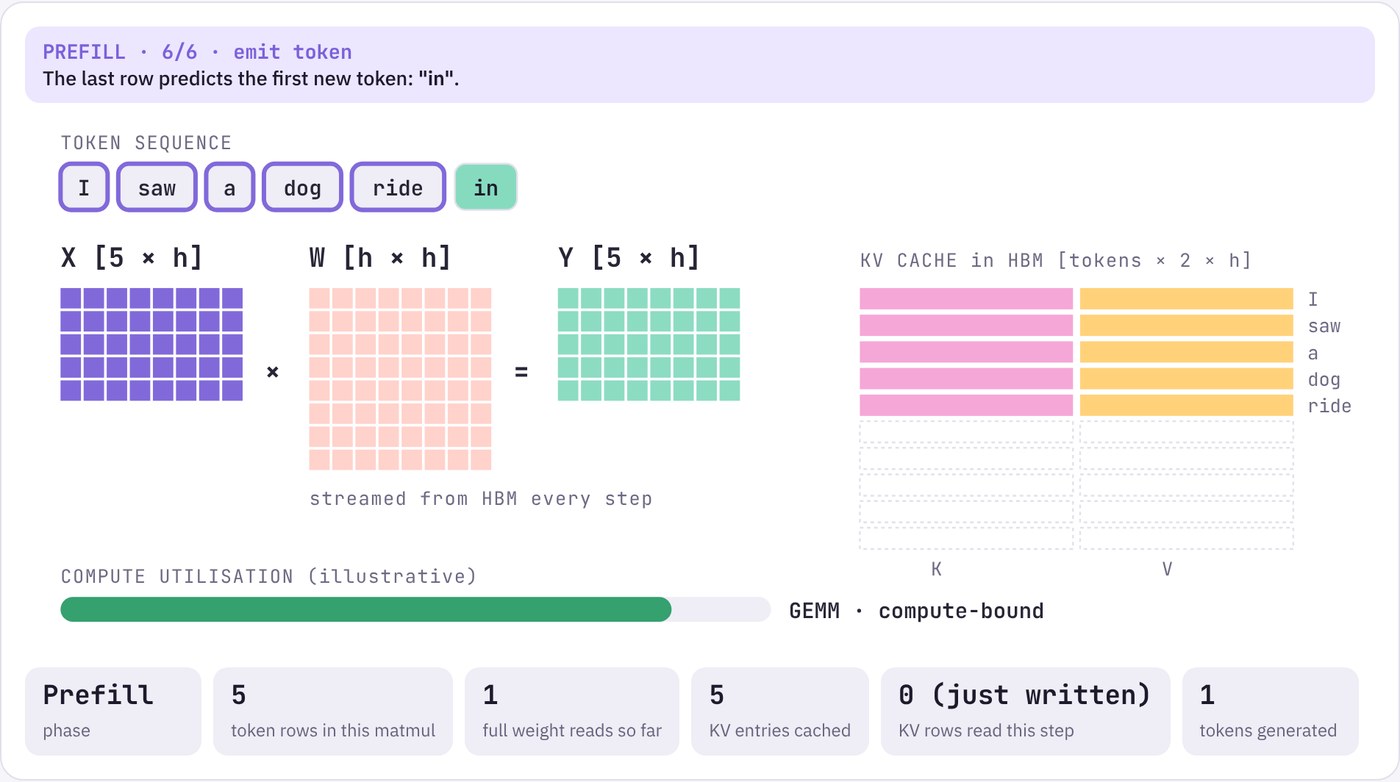 PREFILL · 6/6 · emit token
The last row predicts the first new token: "in".
TOKEN SEQUENCE
I saw a dog ride in
X [5 × h] W [h × h] Y [5 × h]
KV CACHE in HBM [tokens × 2 × h]
× =
I
saw
a
dog
ride
streamed from HBM every step
K V
COMPUTE UTILISATION (illustrative)
GEMM · compute-bound
Prefill
phase
5
token rows in this matmul
1
full weight reads so far
5
KV entries cached
0 (just written)
KV rows read this step
1
tokens generated